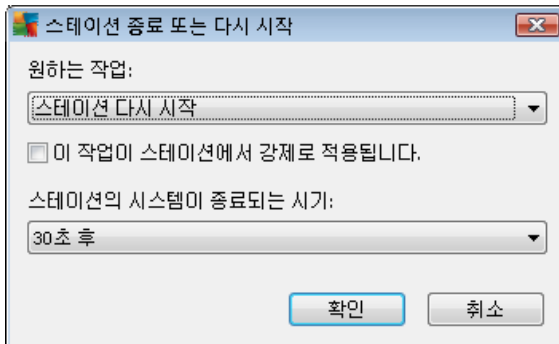 스테이션 종료 또는 다시 시작
원하는 작업:
스테이션 다시 시작
이 작업이 스테이션에서 강제로 적용됩니다.
스테이션의 시스템이 종료되는 시기:
30초 후
확인
취소